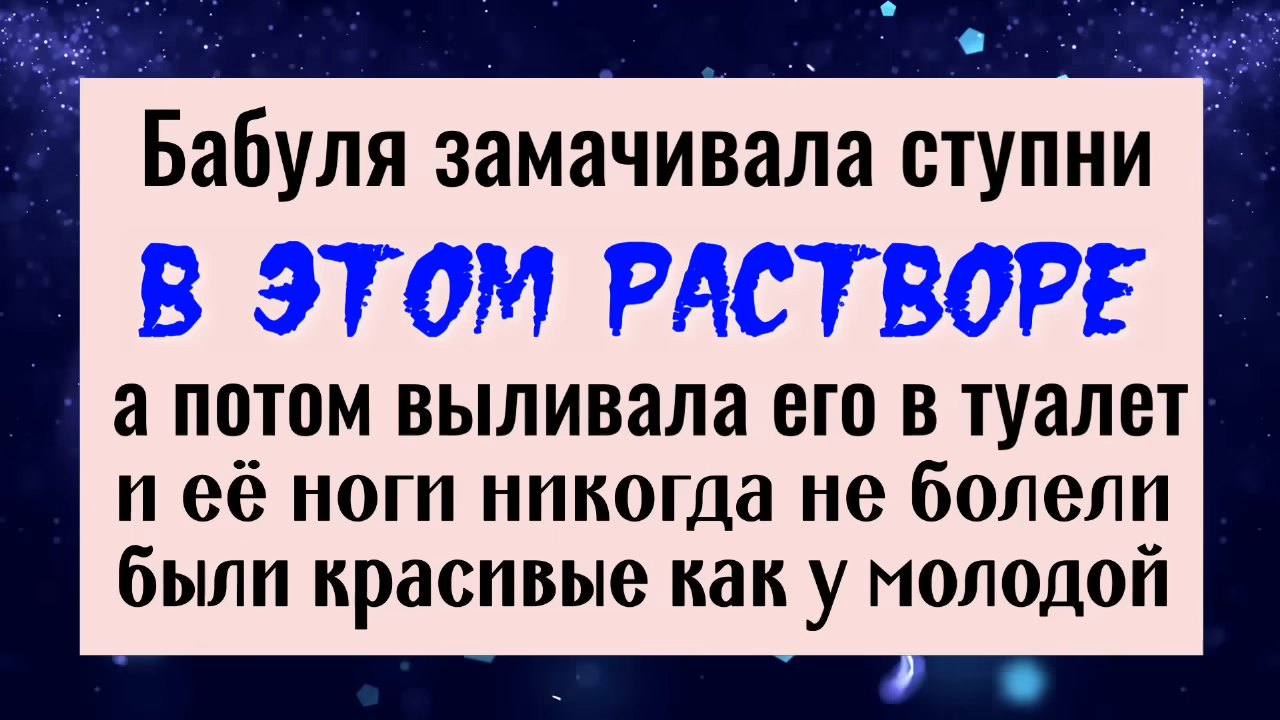 Бабуля замачивала ступни
В ЭТОМ РАСТВОРЕ
а потом выливала его в туалет
и её ноги никогда не болели
были красивые как у молодой